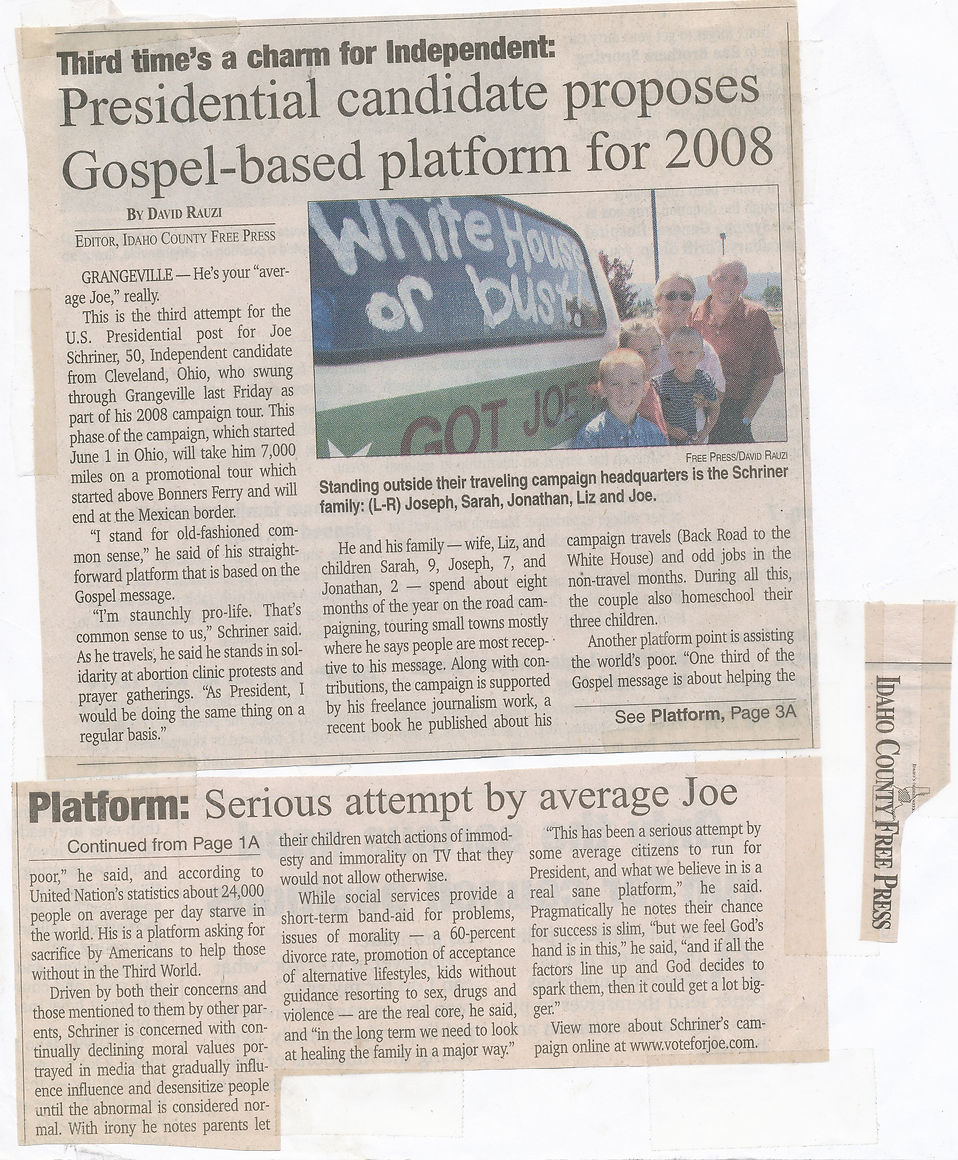 Third time's a charm for Independent:
Presidential candidate proposes
Gospel-based platform for 2008
BY DAVID RAUZI
EDITOR, IDAHO COUNTY FREE PRESS
GRANGEVILLE — He's your “aver-
age Joe,” really.
This is the third attempt for the
U.S. Presidential post for Joe
Schriner, 50, Independent candidate
from Cleveland, Ohio, who swung
through Grangeville last Friday as
part of his 2008 campaign tour. This
phase of the campaign, which started
June 1 in Ohio, will take him 7,000
miles on a promotional tour which
started above Bonners Ferry and will
end at the Mexican border.
“I stand for old-fashioned com-
mon sense,” he said of his straight-
forward platform that is based on the
Gospel message.
“I'm staunchly pro-life. That's
common sense to us,” Schriner said.
As he travels, he said he stands in sol-
idarity at abortion clinic protests and
prayer gatherings. “As President, I
would be doing the same thing on a
regular basis.”
White House
or bust!
GOT JOE
FREE PRESS/DAVID RAUZI
Standing outside their traveling campaign headquarters is the Schriner
family: (L-R) Joseph, Sarah, Jonathan, Liz and Joe.
He and his family — wife, Liz, and
children Sarah, 9, Joseph, 7, and
Jonathan, 2 — spend about eight
months of the year on the road cam-
paigning, touring small towns mostly
where he says people are most recep-
tive to his message. Along with con-
tributions, the campaign is supported
by his freelance journalism work, a
recent book he published about his
campaign travels (Back Road to the
White House) and odd jobs in the
non-travel months. During all this,
the couple also homeschool their
three children.
Another platform point is assisting
the world's poor. “One third of the
Gospel message is about helping the
See Platform, Page 3A
IDAHO COUNTY FREE PRESS
Platform: Serious attempt by average Joe
Continued from Page 1A
poor,” he said, and according to
United Nation's statistics about 24,000
people on average per day starve in
the world. His is a platform asking for
sacrifice by Americans to help those
without in the Third World.
Driven by both their concerns and
those mentioned to them by other par-
ents, Schriner is concerned with con-
tinually declining moral values por-
trayed in media that gradually influ-
ence influence and desensitize people
until the abnormal is considered nor-
mal. With irony he notes parents let
their children watch actions of immod-
esty and immorality on TV that they
would not allow otherwise.
While social services provide a
short-term band-aid for problems,
issues of morality — a 60-percent
divorce rate, promotion of acceptance
of alternative lifestyles, kids without
guidance resorting to sex, drugs and
violence — are the real core, he said,
and “in the long term we need to look
at healing the family in a major way.”
“This has been a serious attempt by
some average citizens to run for
President, and what we believe in is a
real sane platform,” he said.
Pragmatically he notes their chance
for success is slim, “but we feel God's
hand is in this,” he said, “and if all the
factors line up and God decides to
spark them, then it could get a lot big-
ger.”
View more about Schriner's cam-
paign online at www.voteforjoe.com.